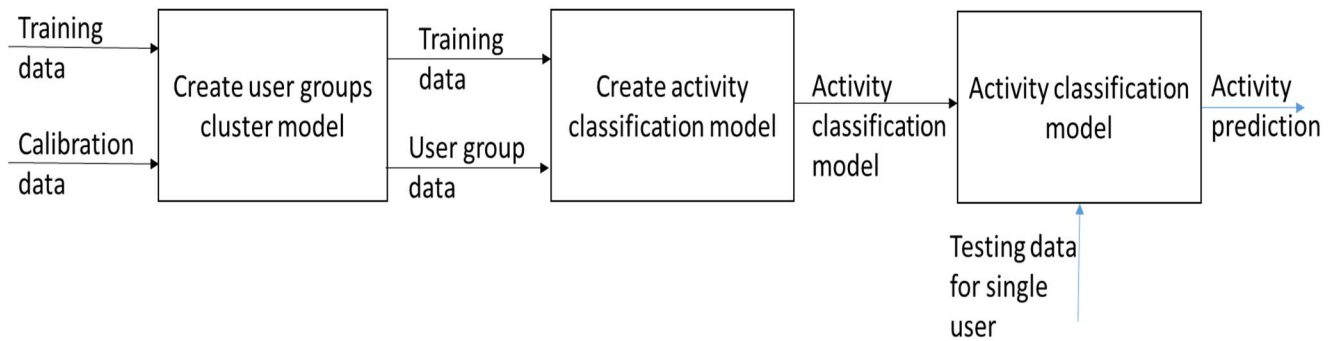 Training
data
Calibration
data
Create user groups
cluster model
Training
data
User group
data
Create activity
classification model
Activity
classification
model
Activity classification
model
Activity
prediction
Testing data
for single
user